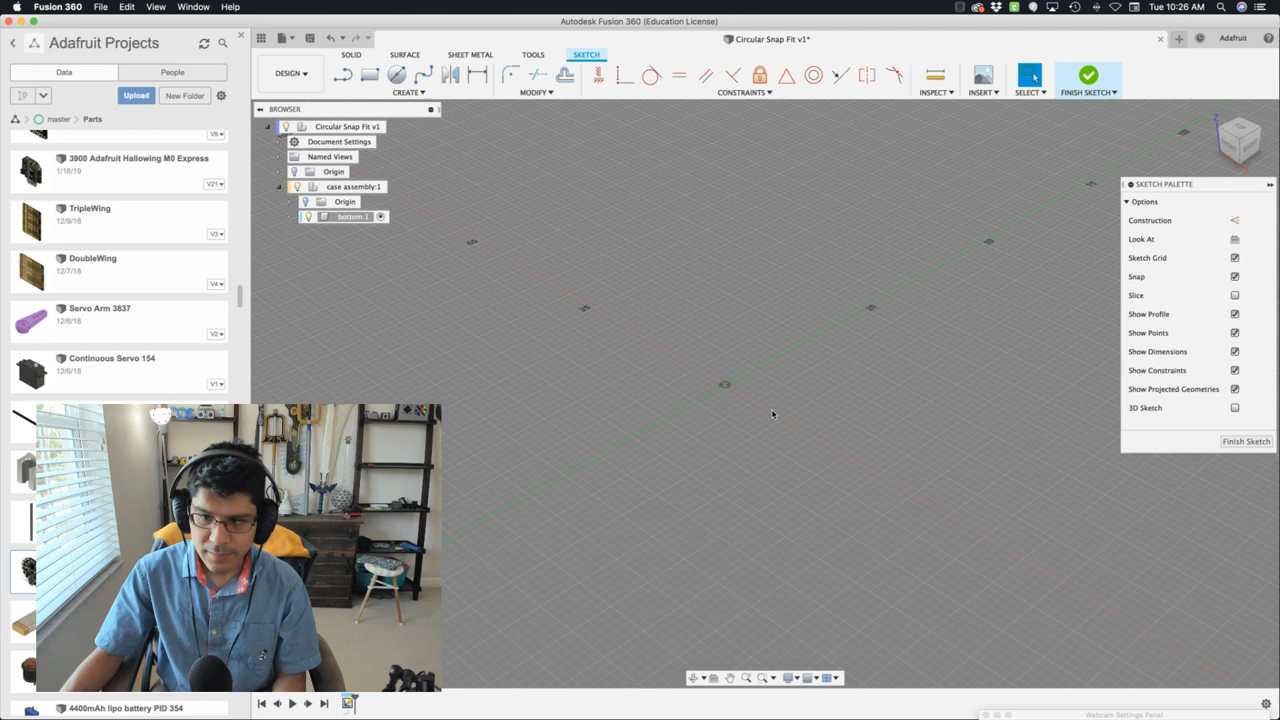 Fusion 360 File Edit View Window Help
Tue 10:26 AM
Autodesk Fusion 360 (Education License)
Adafruit Projects
Circular Snap Fit v1*
Adafruit
Data People
Upload New Folder
master Parts
V9
3900 Adafruit Hallowing M0 Express
1/18/19
V21
TripleWing
12/9/18
V3
DoubleWing
12/7/18
V4
Servo Arm 3837
12/6/18
V2
Continuous Servo 154
12/6/18
V1
4400mAh lipo battery PID 354
DESIGN
SOLID SURFACE SHEET METAL TOOLS SKETCH
CREATE MODIFY CONSTRAINTS INSPECT INSERT SELECT FINISH SKETCH
BROWSER
Circular Snap Fit v1
Document Settings
Named Views
Origin
case assembly:1
Origin
bottom:1
SKETCH PALETTE
Options
Construction
Look At
Sketch Grid
Snap
Slice
Show Profile
Show Points
Show Dimensions
Show Constraints
Show Projected Geometries
3D Sketch
Finish Sketch
Webcam Settings Panel